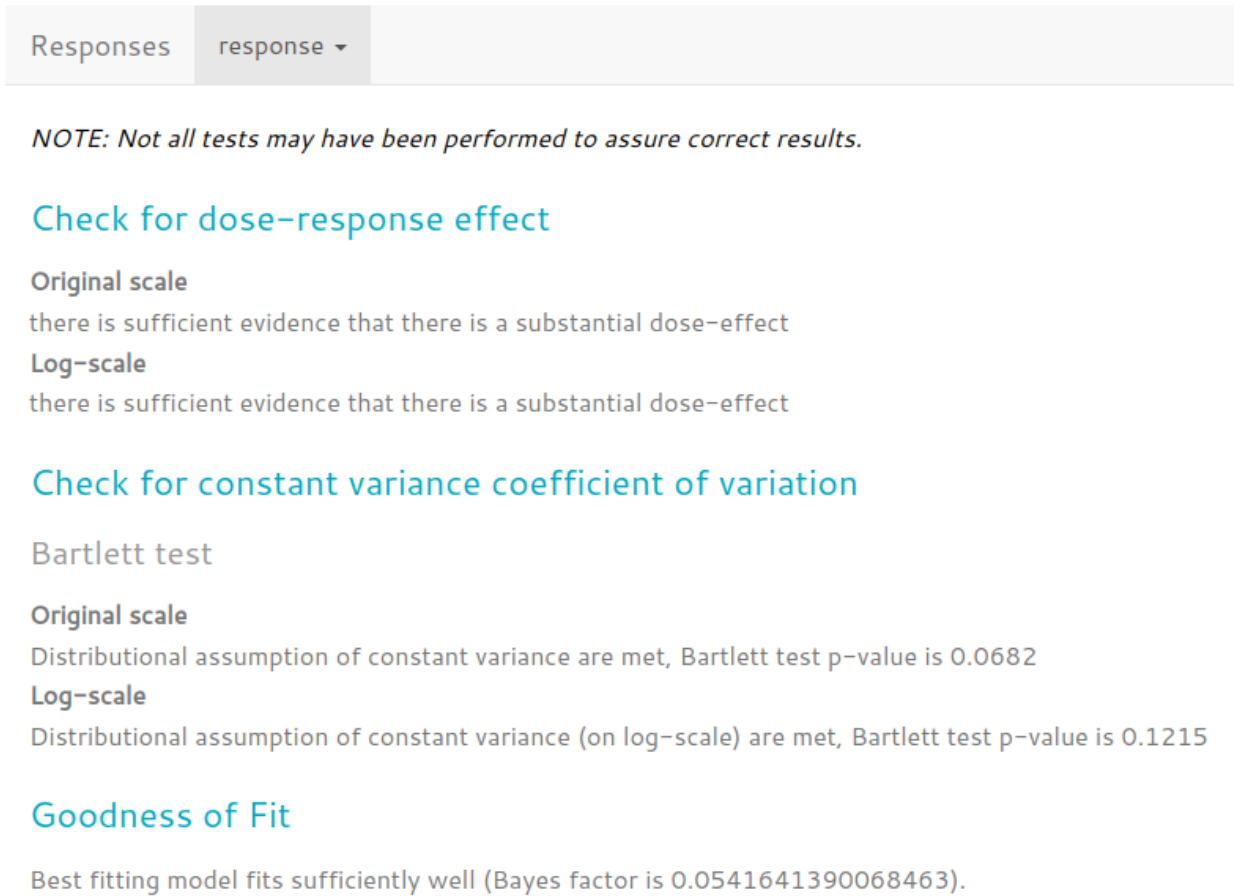 Responses response
NOTE: Not all tests may have been performed to assure correct results.
Check for dose-response effect
Original scale
there is sufficient evidence that there is a substantial dose-effect
Log-scale
there is sufficient evidence that there is a substantial dose-effect
Check for constant variance coefficient of variation
Bartlett test
Original scale
Distributional assumption of constant variance are met, Bartlett test p-value is 0.0682
Log-scale
Distributional assumption of constant variance (on log-scale) are met, Bartlett test p-value is 0.1215
Goodness of Fit
Best fitting model fits sufficiently well (Bayes factor is 0.0541641390068463).